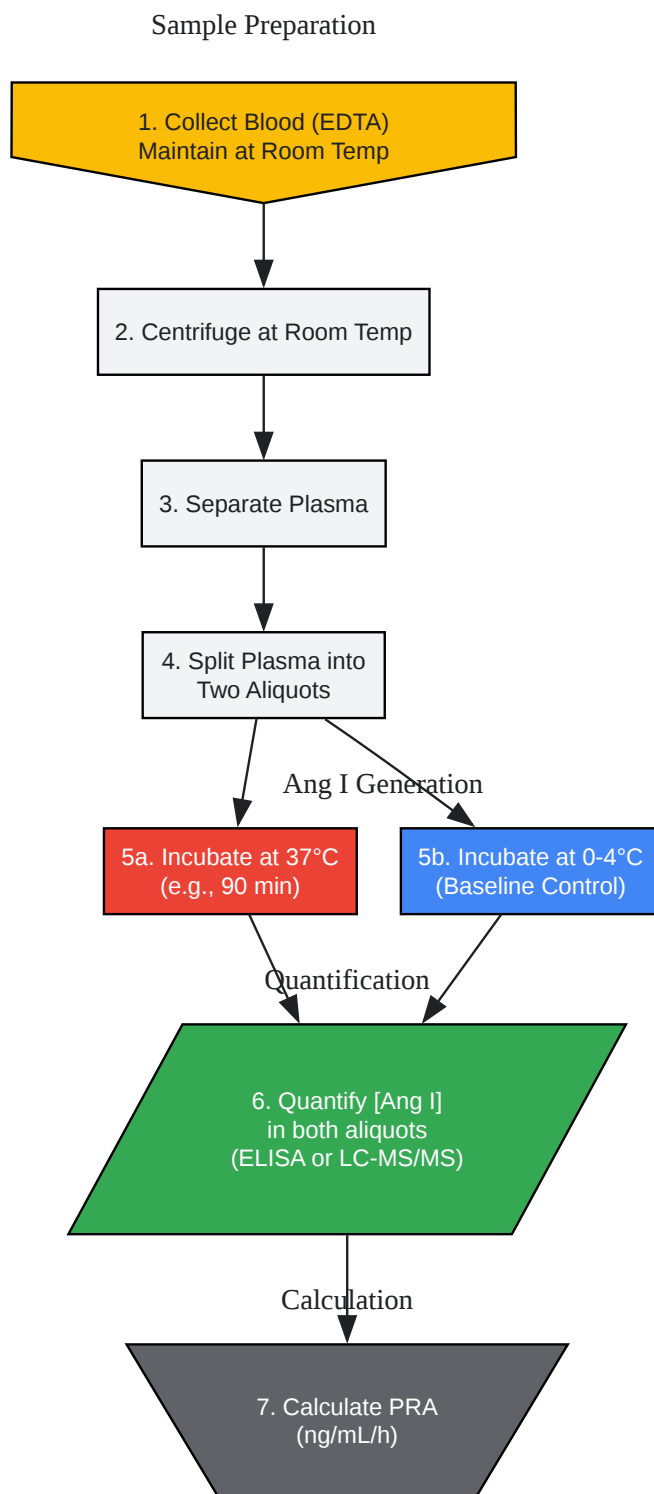 Sample Preparation
1. Collect Blood (EDTA)
Maintain at Room Temp
2. Centrifuge at Room Temp
3. Separate Plasma
4. Split Plasma into
Two Aliquots
Ang I Generation
5a. Incubate at 37°C
(e.g., 90 min)
5b. Incubate at 0-4°C
(Baseline Control)
Quantification
6. Quantify [Ang I]
in both aliquots
(ELISA or LC-MS/MS)
Calculation
7. Calculate PRA
(ng/mL/h)